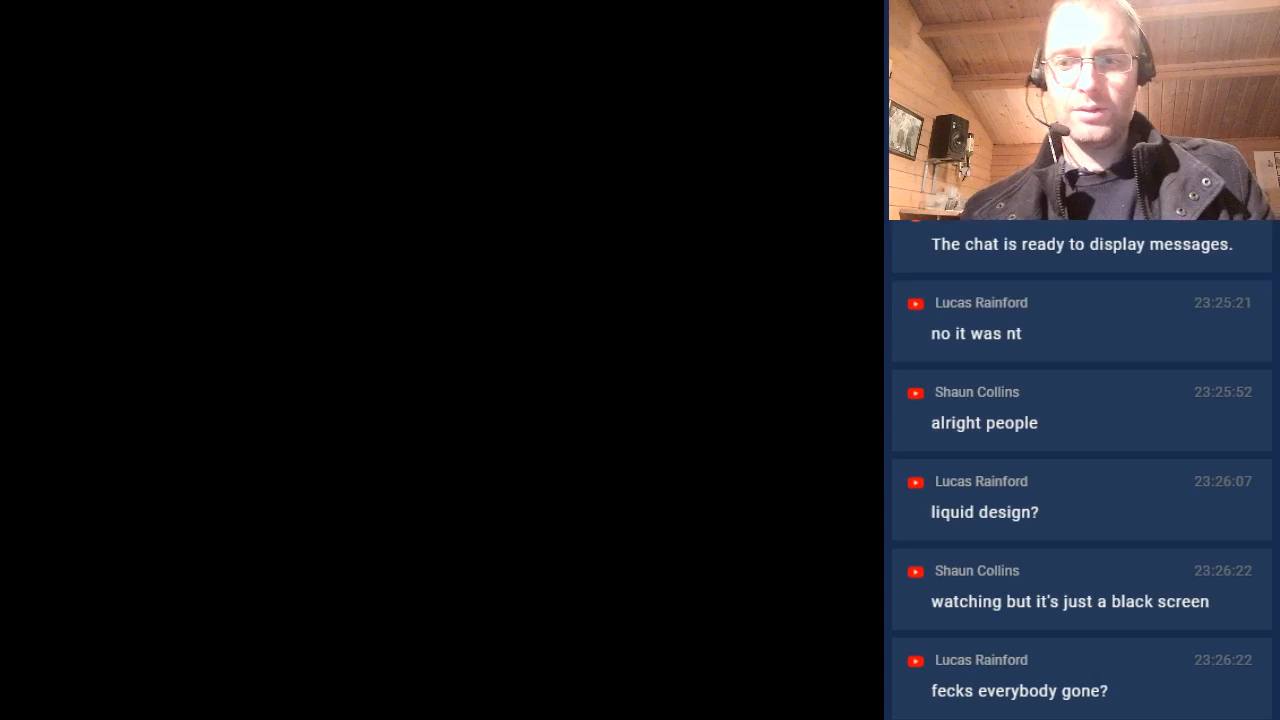 The chat is ready to display messages.
Lucas Rainford 23:25:21
no it was nt
Shaun Collins 23:25:52
alright people
Lucas Rainford 23:26:07
liquid design?
Shaun Collins 23:26:22
watching but it's just a black screen
Lucas Rainford 23:26:22
fecks everybody gone?